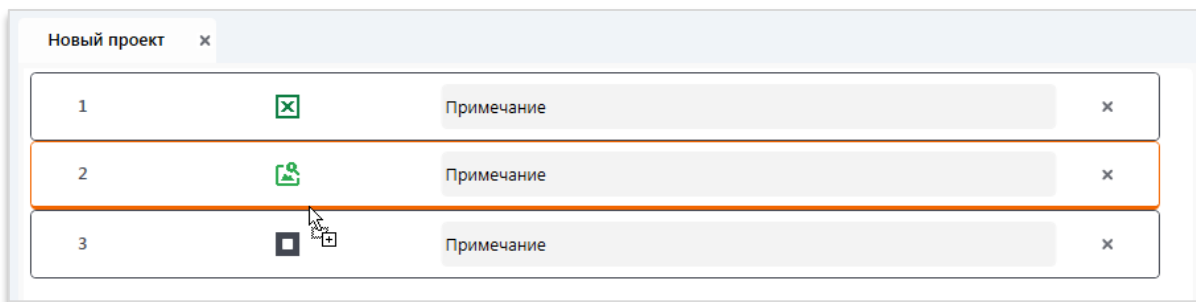 Новый проект
1 Примечание
2 Примечание
3 Примечание